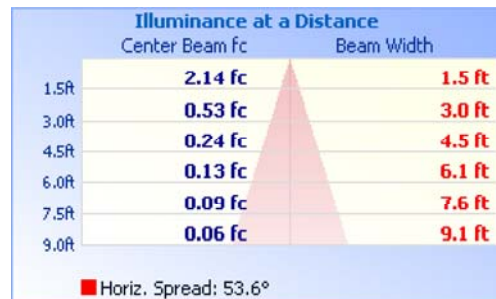 Illuminance at a Distance
Center Beam fc Beam Width
1.5ft 2.14 fc 1.5 ft
3.0ft 0.53 fc 3.0 ft
4.5ft 0.24 fc 4.5 ft
6.0ft 0.13 fc 6.1 ft
7.5ft 0.09 fc 7.6 ft
9.0ft 0.06 fc 9.1 ft
Horiz. Spread: 53.6°